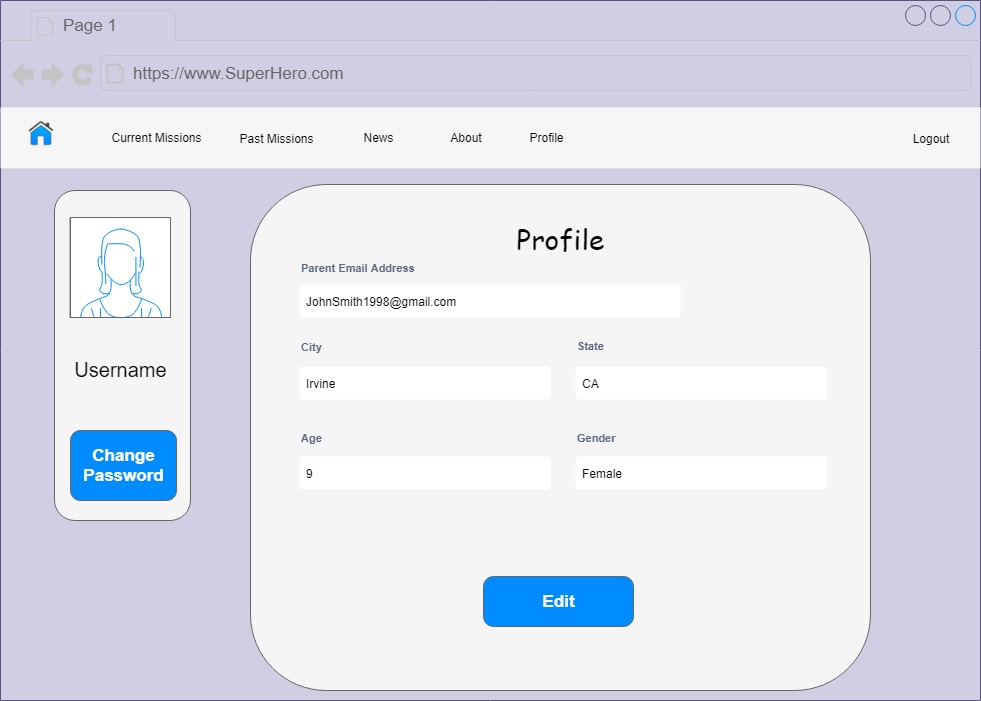 Page 1
https://www.SuperHero.com
Current Missions Past Missions News About Profile Logout
Username
Change
Password
Profile
Parent Email Address
JohnSmith1998@gmail.com
City State
Irvine CA
Age Gender
9 Female
Edit